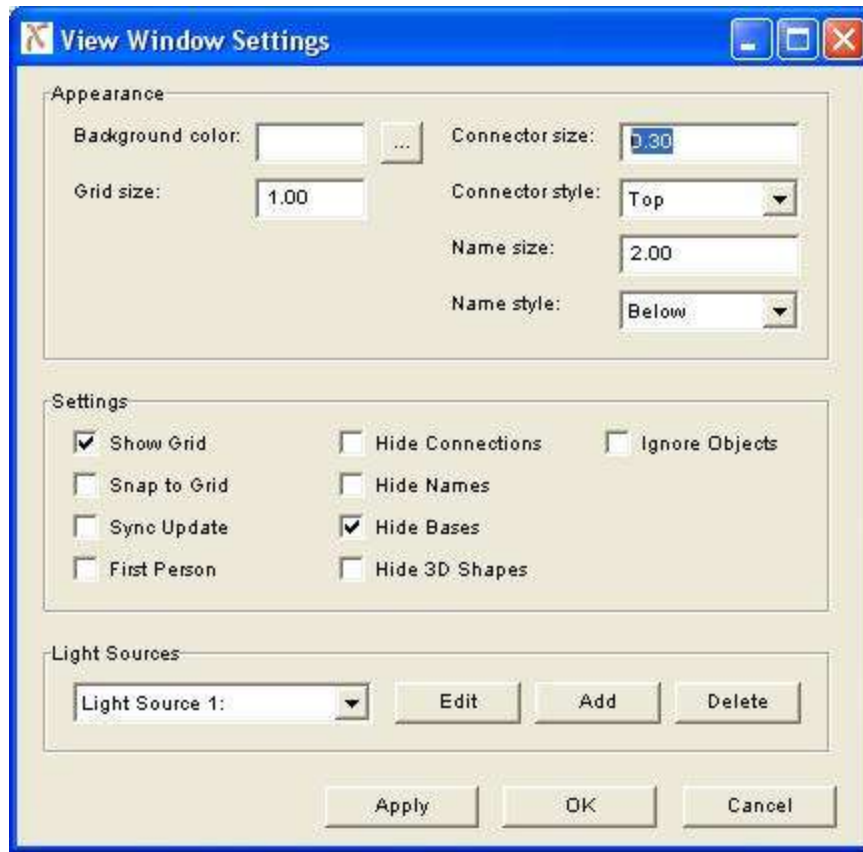 View Window Settings
Appearance
Background color: ... Connector size: 0.30
Grid size: 1.00 Connector style: Top
Name size: 2.00
Name style: Below
Settings
Show Grid Hide Connections Ignore Objects
Snap to Grid Hide Names
Sync Update Hide Bases
First Person Hide 3D Shapes
Light Sources
Light Source 1: Edit Add Delete
Apply OK Cancel